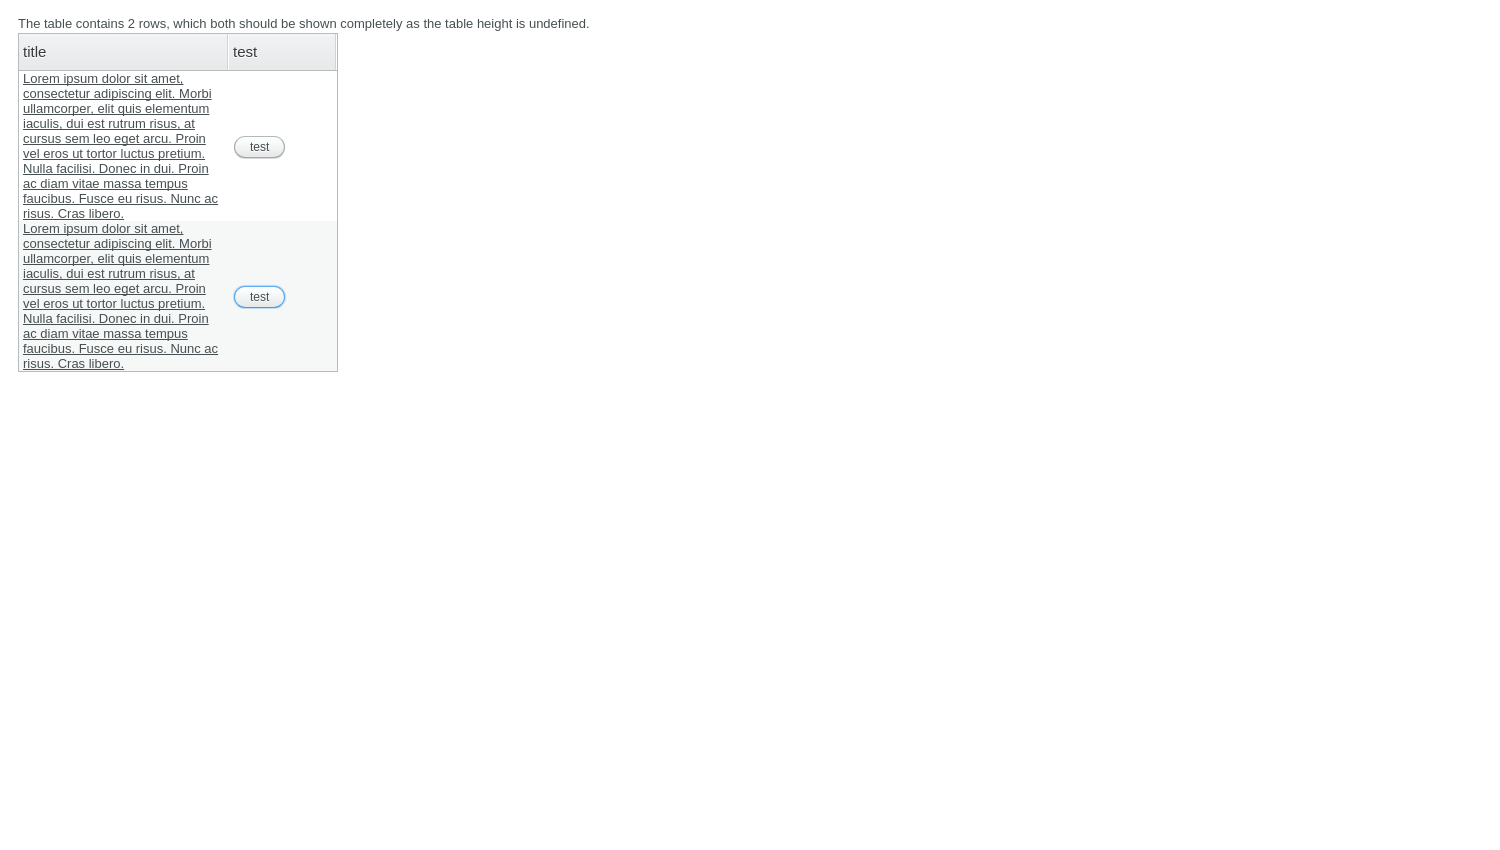 The table contains 2 rows, which both should be shown completely as the table height is undefined.
title test
Lorem ipsum dolor sit amet,
consectetur adipiscing elit. Morbi
ullamcorper, elit quis elementum
iaculis, dui est rutrum risus, at
cursus sem leo eget arcu. Proin
vel eros ut tortor luctus pretium.
Nulla facilisi. Donec in dui. Proin
ac diam vitae massa tempus
faucibus. Fusce eu risus. Nunc ac
risus. Cras libero.
test
Lorem ipsum dolor sit amet,
consectetur adipiscing elit. Morbi
ullamcorper, elit quis elementum
iaculis, dui est rutrum risus, at
cursus sem leo eget arcu. Proin
vel eros ut tortor luctus pretium.
Nulla facilisi. Donec in dui. Proin
ac diam vitae massa tempus
faucibus. Fusce eu risus. Nunc ac
risus. Cras libero.
test